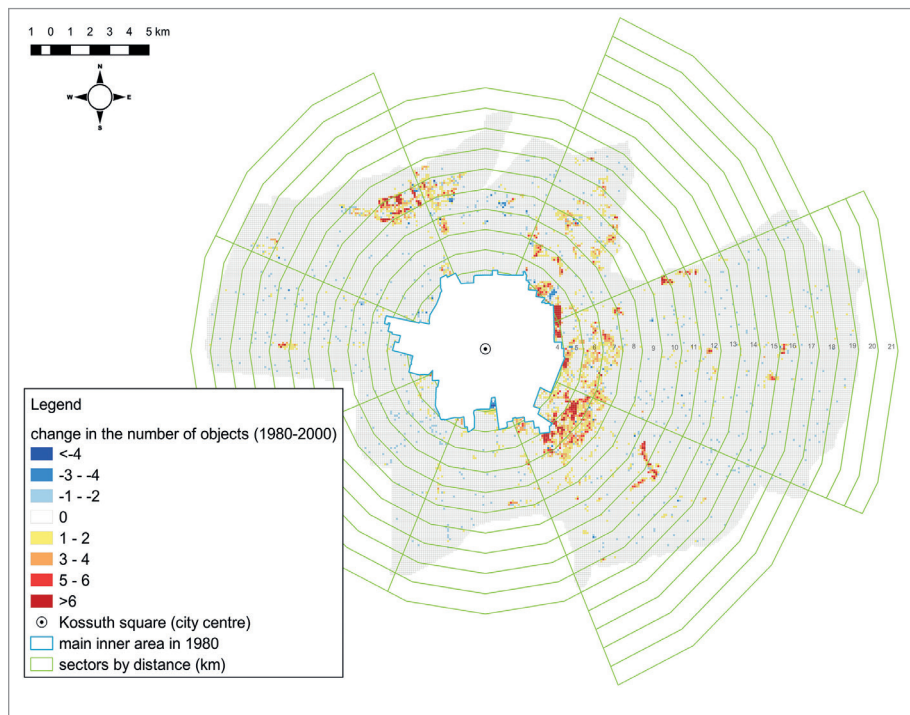 1 0 1 2 3 4 5 km
N
W E
S
4 5 6 7 8 9 10 11 12 13 14 15 16 17 18 19 20 21
Legend
change in the number of objects (1980-2000)
<-4
-3 - -4
-1 - -2
0
1 - 2
3 - 4
5 - 6
>6
Kossuth square (city centre)
main inner area in 1980
sectors by distance (km)